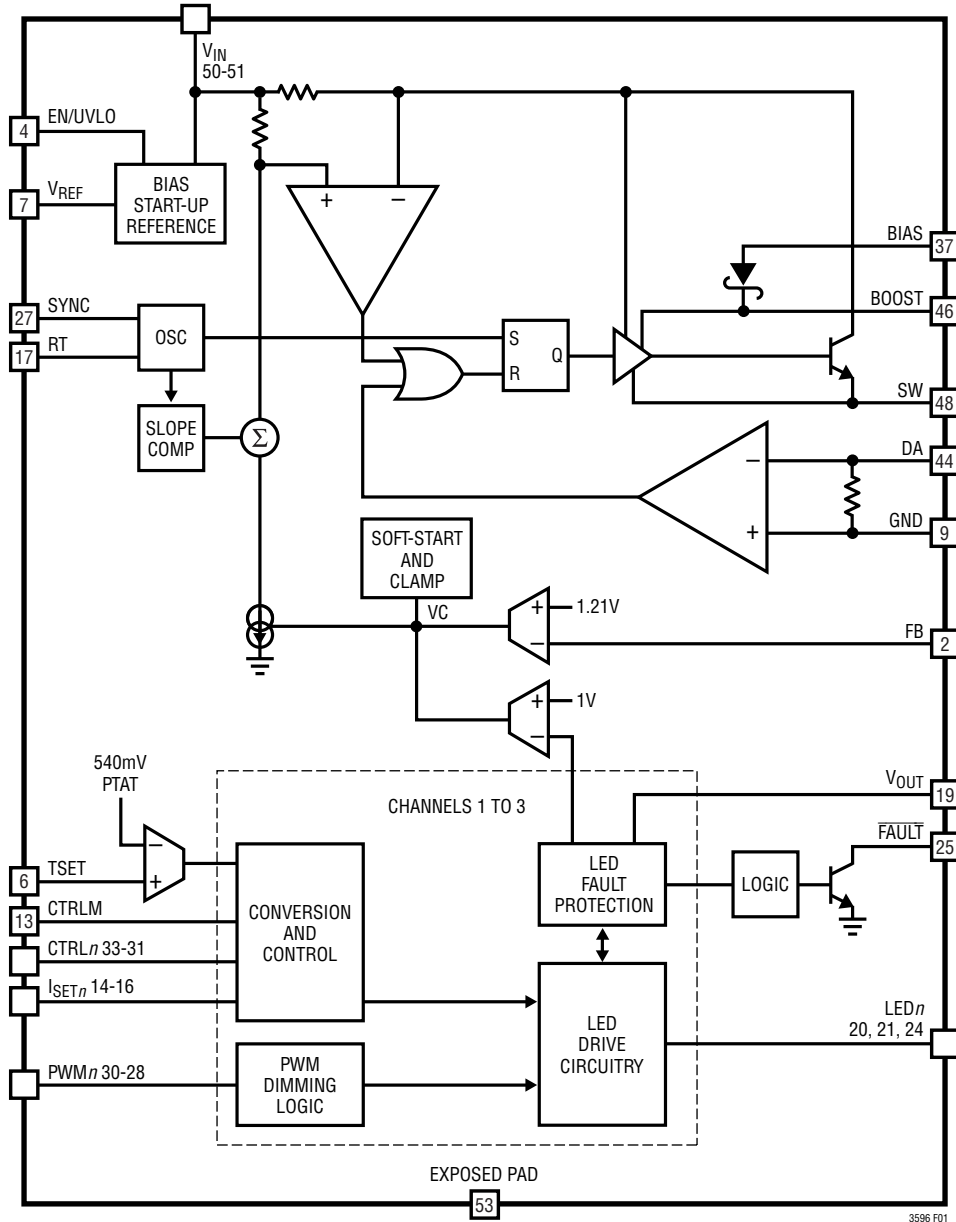 VIN
50-51
4
EN/UVLO
7
VREF
BIAS
START-UP
REFERENCE
+
−
BIAS
37
BOOST
46
27
SYNC
17
RT
OSC
S
R
Q
SW
48
SLOPE
COMP
Σ
DA
44
−
+
GND
9
SOFT-START
AND
CLAMP
VC
+
1.21V
−
FB
2
+
1V
−
540mV
PTAT
CHANNELS 1 TO 3
VOUT
19
FAULT
25
−
+
6
TSET
13
CTRLM
CTRLn 33-31
ISETn 14-16
CONVERSION
AND
CONTROL
LED
FAULT
PROTECTION
LOGIC
LED
DRIVE
CIRCUITRY
LEDn
20, 21, 24
PWMn 30-28
PWM
DIMMING
LOGIC
EXPOSED PAD
53
3596 F01